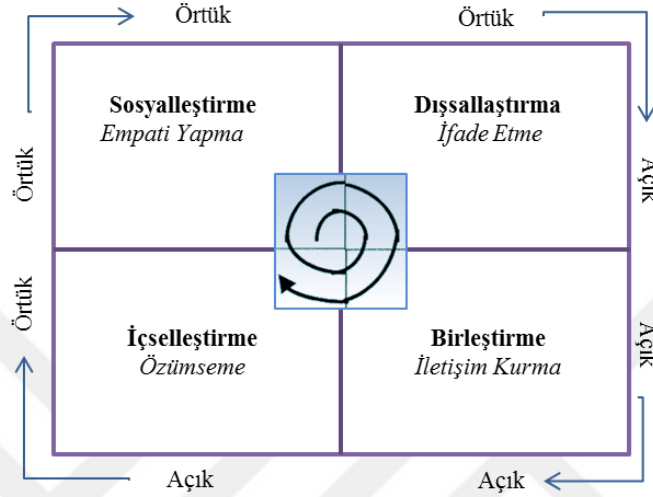 Örtük
Örtük
Sosyalleştirme
Empati Yapma
Dışsallaştırma
İfade Etme
Örtük
Açık
Örtük
Açık
İçselleştirme
Özümseme
Birleştirme
İletişim Kurma
Açık
Açık